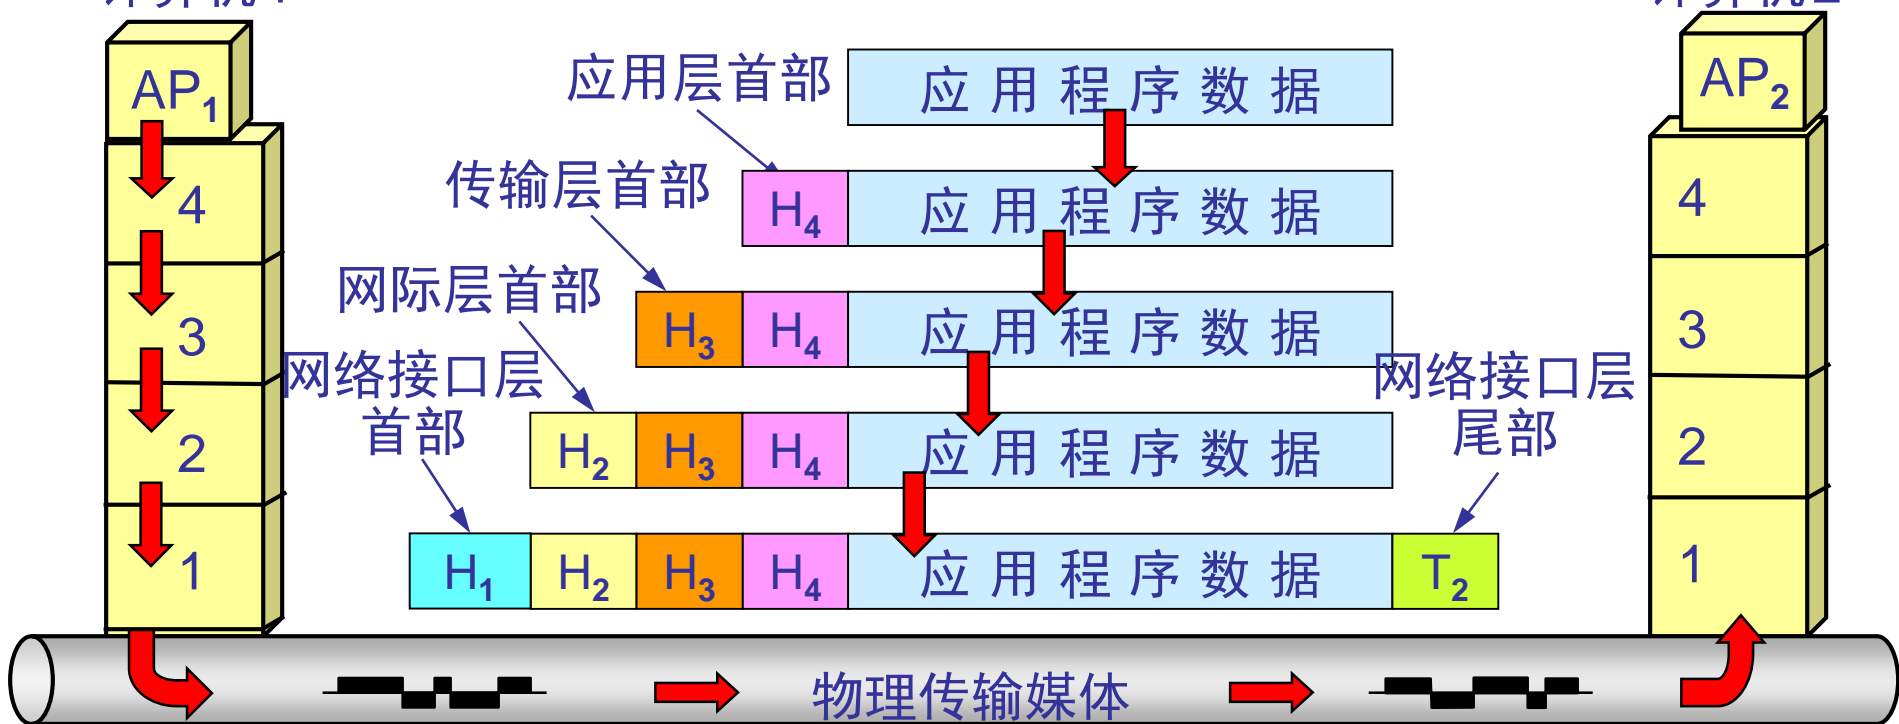 AP1
AP2
应用层首部
应用程序数据
传输层首部
H4
应用程序数据
4
4
网际层首部
H3
H4
应用程序数据
3
3
网络接口层
首部
网络接口层
尾部
H2
H3
H4
应用程序数据
2
2
H1
H2
H3
H4
应用程序数据
T2
1
1
物理传输媒体